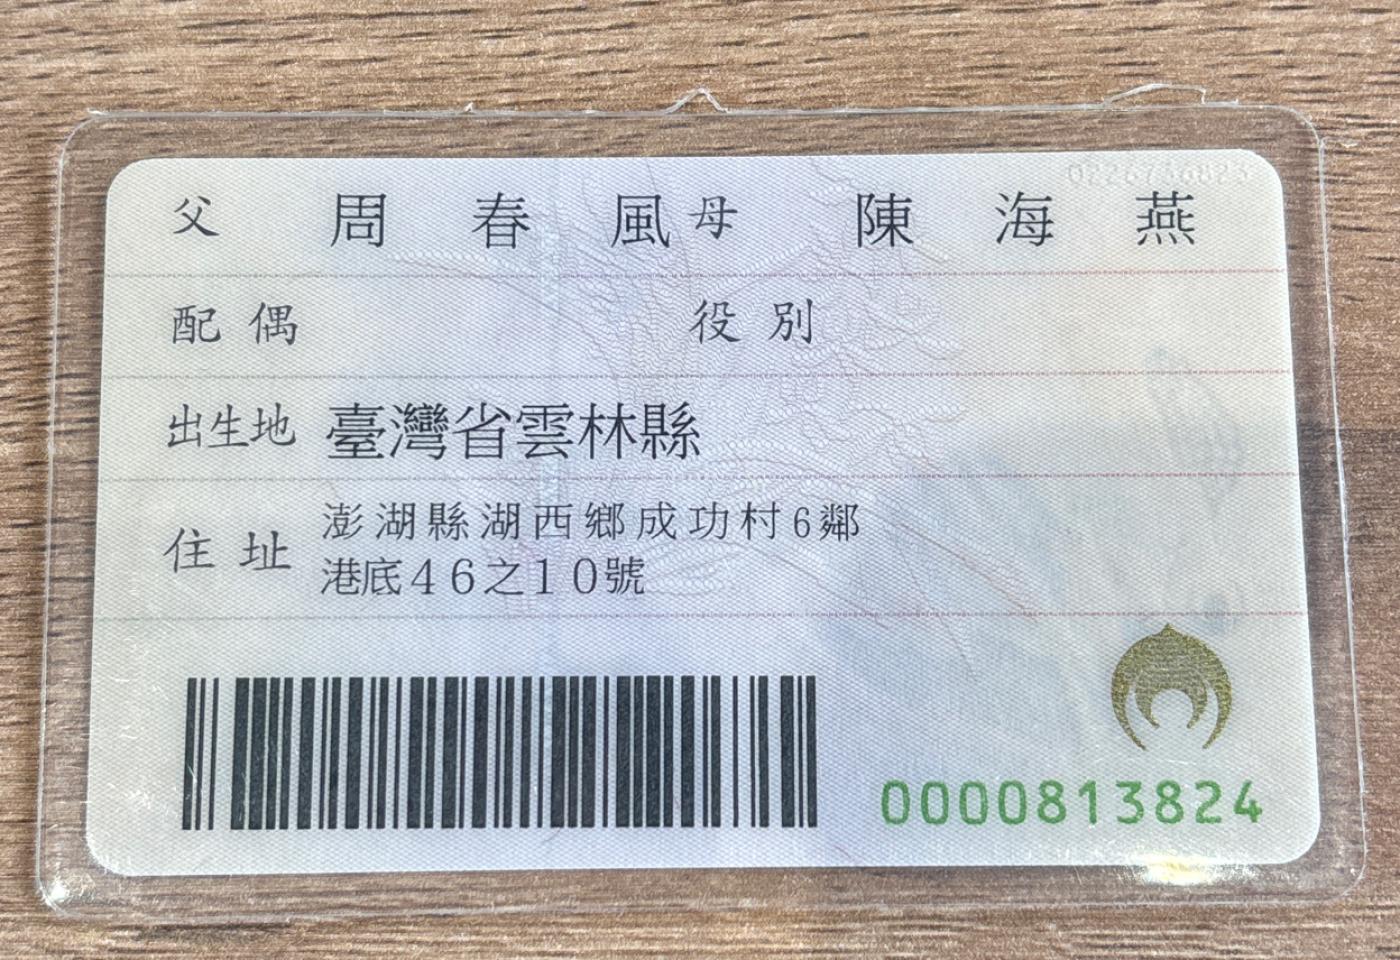 父 周春風 母 陳海燕
配偶 役別
出生地 臺灣省雲林縣
住址 澎湖縣湖西鄉成功村6鄰
港底46之10號
0000813824